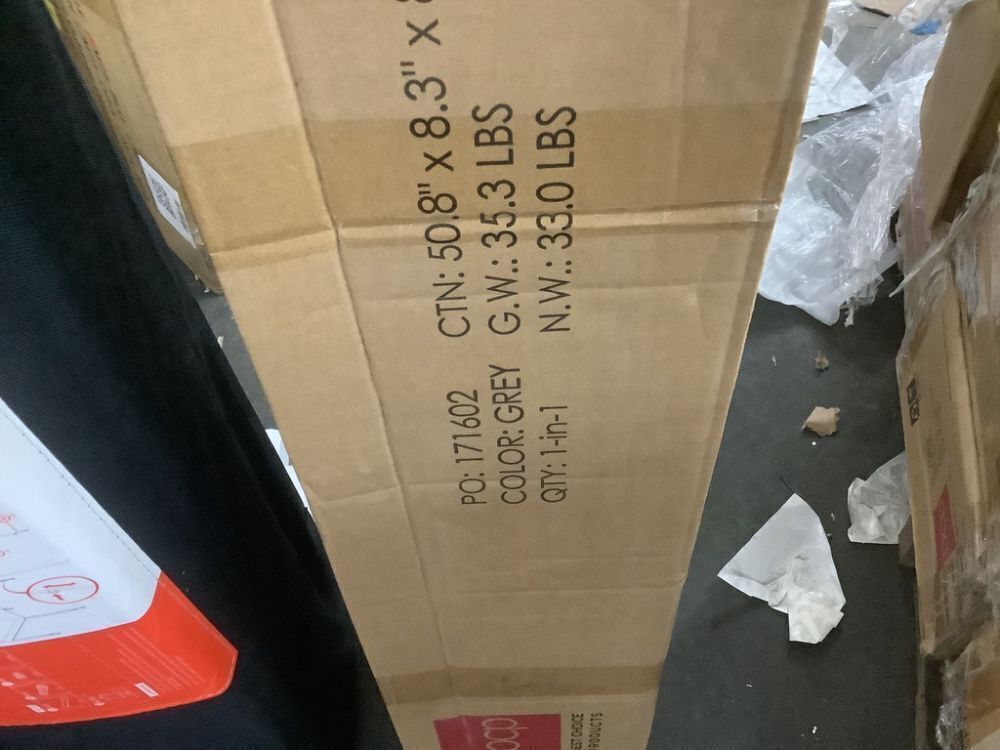 PO: 171602
COLOR: GREY
QTY: 1-in-1
CTN: 50.8" x 8.3" x
G.W.: 35.3 LBS
N.W.: 33.0 LBS
bcp